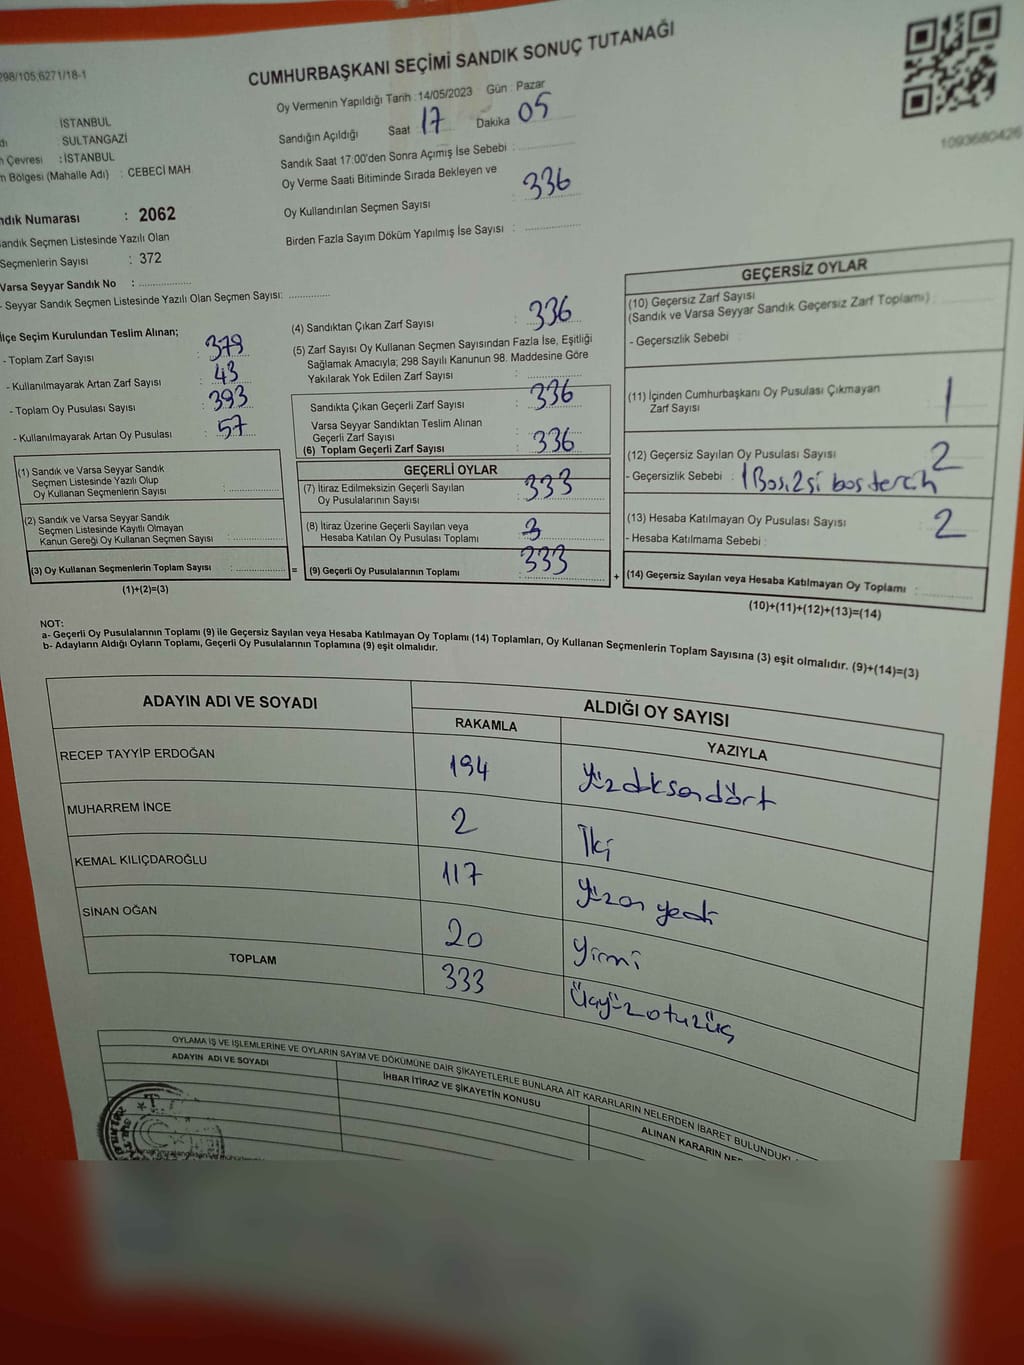 298/105,6271/18-1
CUMHURBAŞKANI SEÇİMİ SANDIK SONUÇ TUTANAĞI
1093680426
İSTANBUL
dı : SULTANGAZİ
n Çevresi : İSTANBUL
m Bölgesi (Mahalle Adı) : CEBECİ MAH.
ndık Numarası : 2062
andık Seçmen Listesinde Yazılı Olan
Seçmenlerin Sayısı : 372
Varsa Seyyar Sandık No :
- Seyyar Sandık Seçmen Listesinde Yazılı Olan Seçmen Sayısı:
Oy Vermenin Yapıldığı Tarih : 14/05/2023 Gün : Pazar
Sandığın Açıldığı Saat 17 Dakika 05
Sandık Saat 17:00'den Sonra Açımış İse Sebebi :
Oy Verme Saati Bitiminde Sırada Bekleyen ve
Oy Kullandırılan Seçmen Sayısı : 336
Birden Fazla Sayım Döküm Yapılmış İse Sayısı :
İlçe Seçim Kurulundan Teslim Alınan;
- Toplam Zarf Sayısı : 379
- Kullanılmayarak Artan Zarf Sayısı : 43
- Toplam Oy Pusulası Sayısı : 393
- Kullanılmayarak Artan Oy Pusulası : 57
(1) Sandık ve Varsa Seyyar Sandık
Seçmen Listesinde Yazılı Olup
Oy Kullanan Seçmenlerin Sayısı :
(2) Sandık ve Varsa Seyyar Sandık
Seçmen Listesinde Kayıtlı Olmayan
Kanun Gereği Oy Kullanan Seçmen Sayısı :
(3) Oy Kullanan Seçmenlerin Toplam Sayısı :
(1)+(2)=(3)
(4) Sandıktan Çıkan Zarf Sayısı : 336
(5) Zarf Sayısı Oy Kullanan Seçmen Sayısından Fazla İse, Eşitliği
Sağlamak Amacıyla; 298 Sayılı Kanunun 98. Maddesine Göre
Yakılarak Yok Edilen Zarf Sayısı :
Sandıkta Çıkan Geçerli Zarf Sayısı : 336
Varsa Seyyar Sandıktan Teslim Alınan
Geçerli Zarf Sayısı :
(6) Toplam Geçerli Zarf Sayısı : 336
GEÇERLİ OYLAR
(7) İtiraz Edilmeksizin Geçerli Sayılan
Oy Pusulalarının Sayısı : 333
(8) İtiraz Üzerine Geçerli Sayılan veya
Hesaba Katılan Oy Pusulası Toplamı : 3
= (9) Geçerli Oy Pusulalarının Toplamı : 333 +
GEÇERSİZ OYLAR
(10) Geçersiz Zarf Sayısı
(Sandık ve Varsa Seyyar Sandık Geçersiz Zarf Toplamı) :
- Geçersizlik Sebebi :
(11) İçinden Cumhurbaşkanı Oy Pusulası Çıkmayan
Zarf Sayısı : 1
(12) Geçersiz Sayılan Oy Pusulası Sayısı : 2
- Geçersizlik Sebebi : 1 Bos, 2si bos tercih
(13) Hesaba Katılmayan Oy Pusulası Sayısı : 2
- Hesaba Katılmama Sebebi :
(14) Geçersiz Sayılan veya Hesaba Katılmayan Oy Toplamı :
(10)+(11)+(12)+(13)=(14)
NOT:
a- Geçerli Oy Pusulalarının Toplamı (9) ile Geçersiz Sayılan veya Hesaba Katılmayan Oy Toplamı (14) Toplamları, Oy Kullanan Seçmenlerin Toplam Sayısına (3) eşit olmalıdır. (9)+(14)=(3)
b- Adayların Aldığı Oyların Toplamı, Geçerli Oy Pusulalarının Toplamına (9) eşit olmalıdır.
ADAYIN ADI VE SOYADI ALDIĞI OY SAYISI
RAKAMLA YAZIYLA
RECEP TAYYİP ERDOĞAN 194 Yüzdoksandört
MUHARREM İNCE 2 İki
KEMAL KILIÇDAROĞLU 117 Yüzon yedi
SİNAN OĞAN 20 Yirmi
TOPLAM 333 Üçyüzotuzüç
OYLAMA İŞ VE İŞLEMLERİNE VE OYLARIN SAYIM VE DÖKÜMÜNE DAİR ŞİKAYETLERLE BUNLARA AİT KARARLARIN NELERDEN İBARET BULUNDUKL
ADAYIN ADI VE SOYADI İHBAR İTİRAZ VE ŞİKAYETİN KONUSU ALINAN KARARIN NE